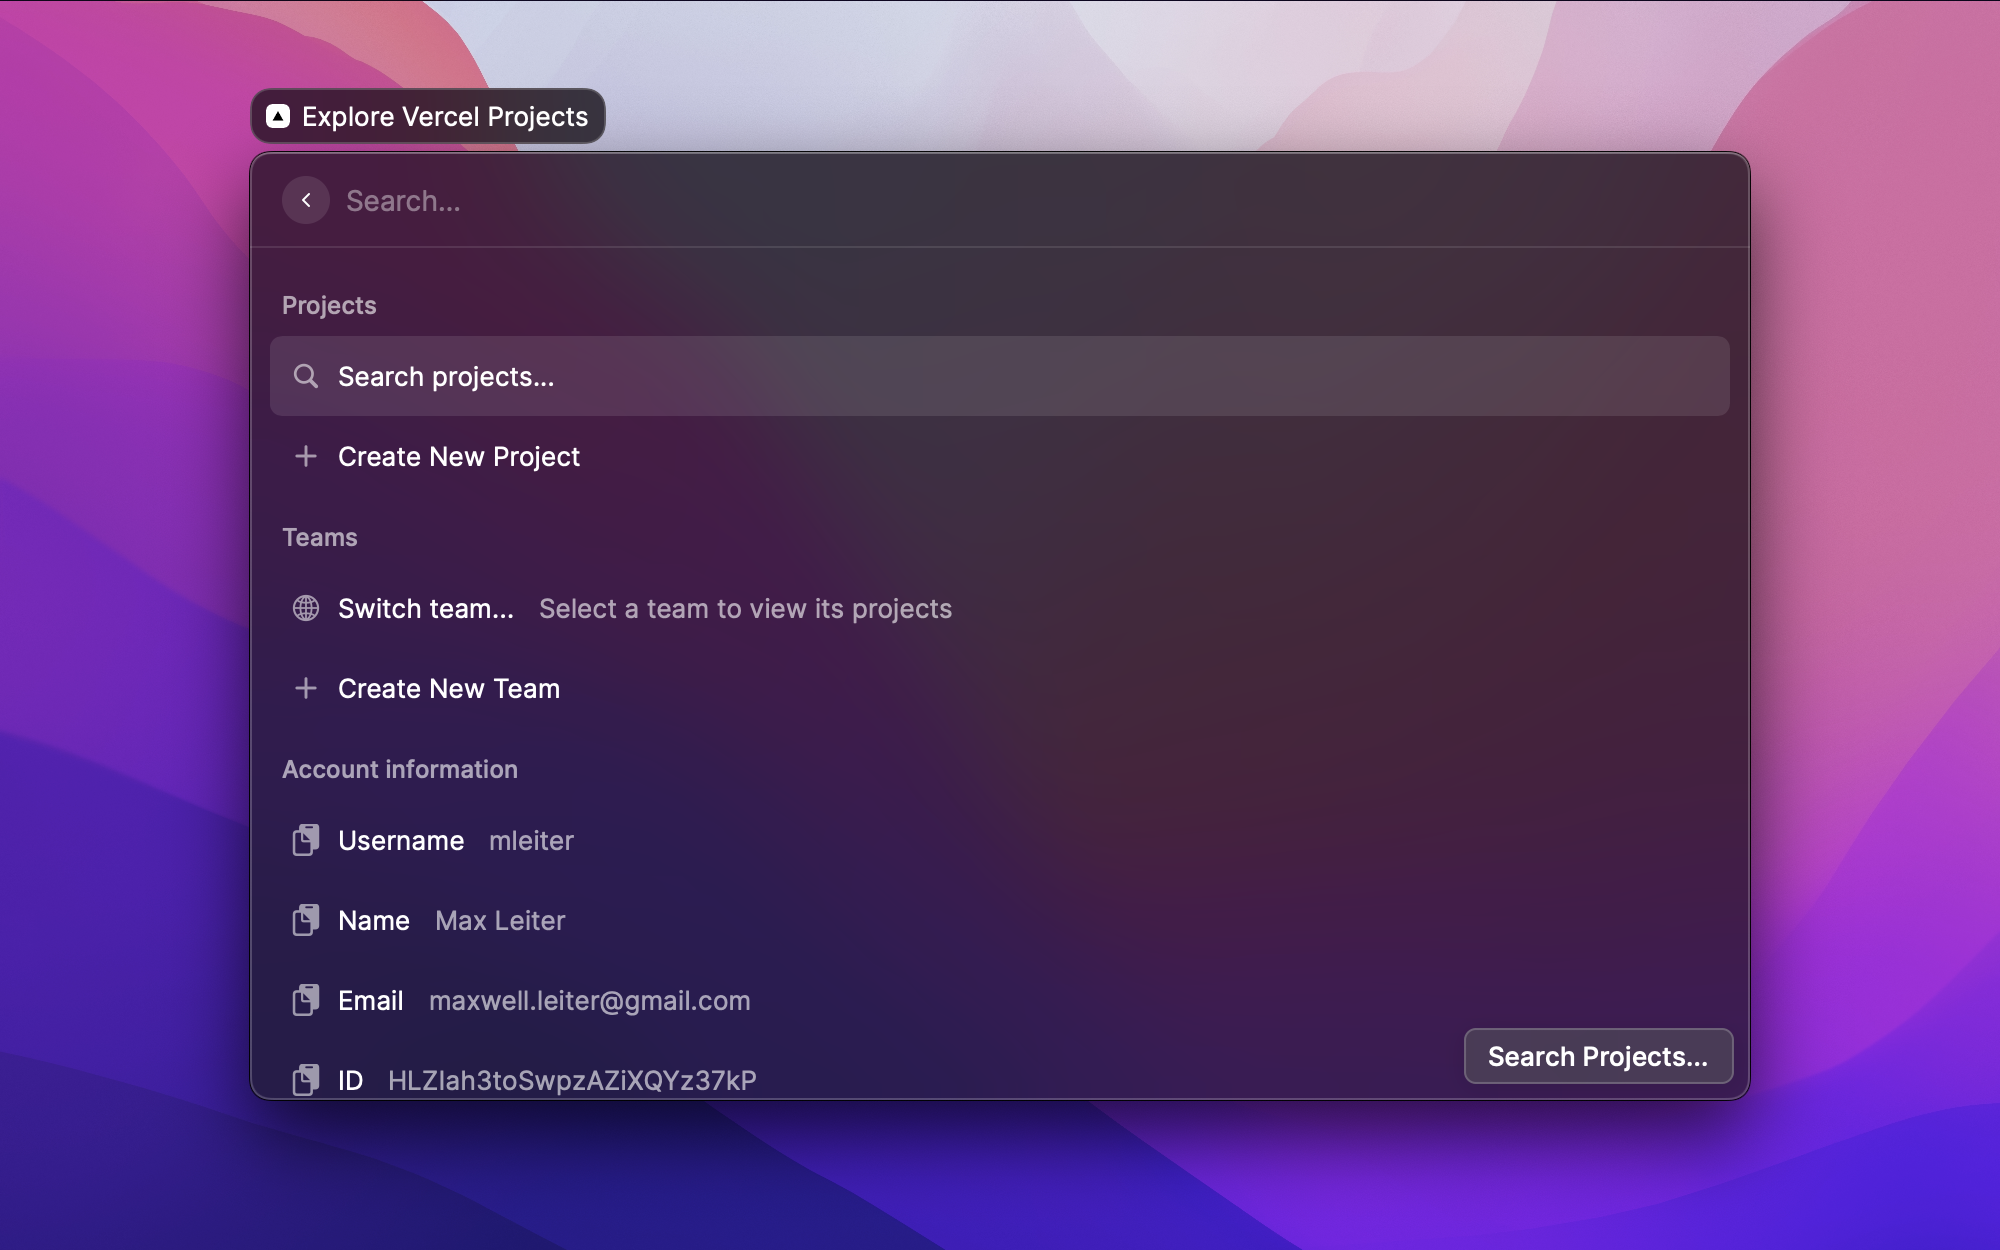 Explore Vercel Projects
Search...
Projects
Search projects...
Create New Project
Teams
Switch team... Select a team to view its projects
Create New Team
Account information
Username mleiter
Name Max Leiter
Email maxwell.leiter@gmail.com
ID HLZIah3toSwpzAZiXQYz37kP
Search Projects...